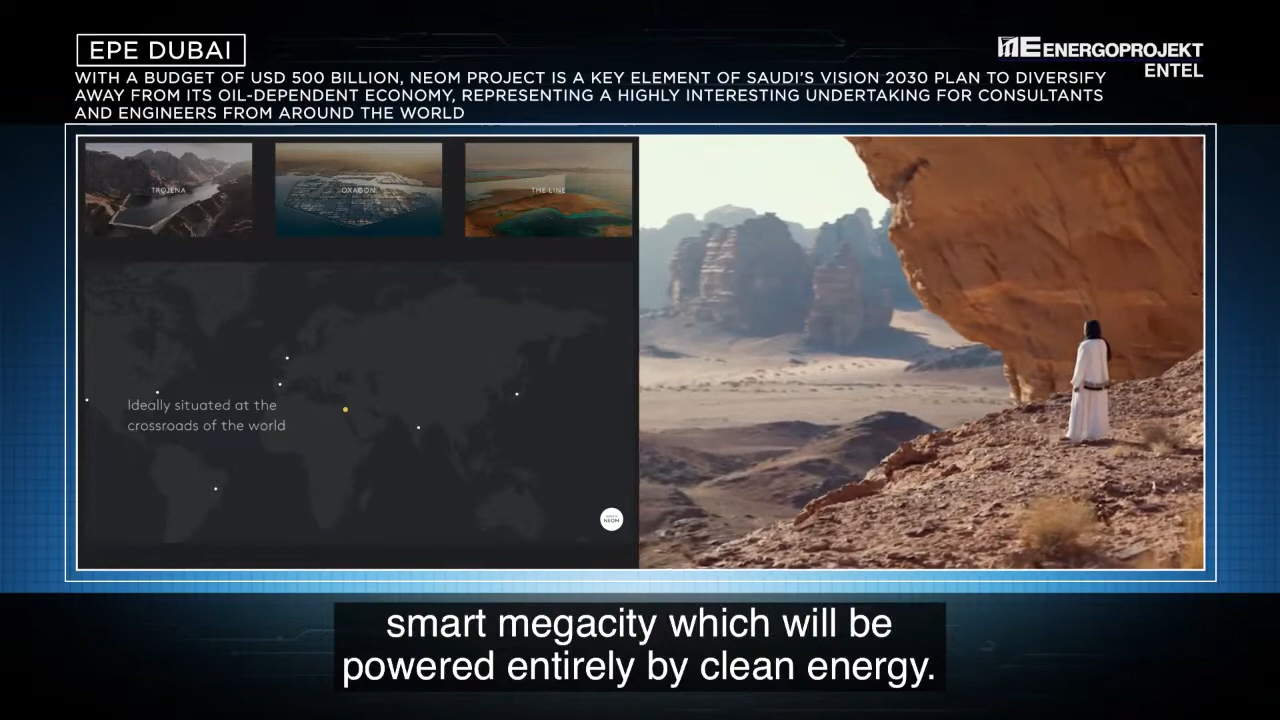 EPE DUBAI
ENERGOPROJEKT
ENTEL
WITH A BUDGET OF USD 500 BILLION, NEOM PROJECT IS A KEY ELEMENT OF SAUDI'S VISION 2030 PLAN TO DIVERSIFY
AWAY FROM ITS OIL-DEPENDENT ECONOMY, REPRESENTING A HIGHLY INTERESTING UNDERTAKING FOR CONSULTANTS
AND ENGINEERS FROM AROUND THE WORLD
TROJENA
OXAGON
THE LINE
Ideally situated at the
crossroads of the world
NEOM
smart megacity which will be
powered entirely by clean energy.